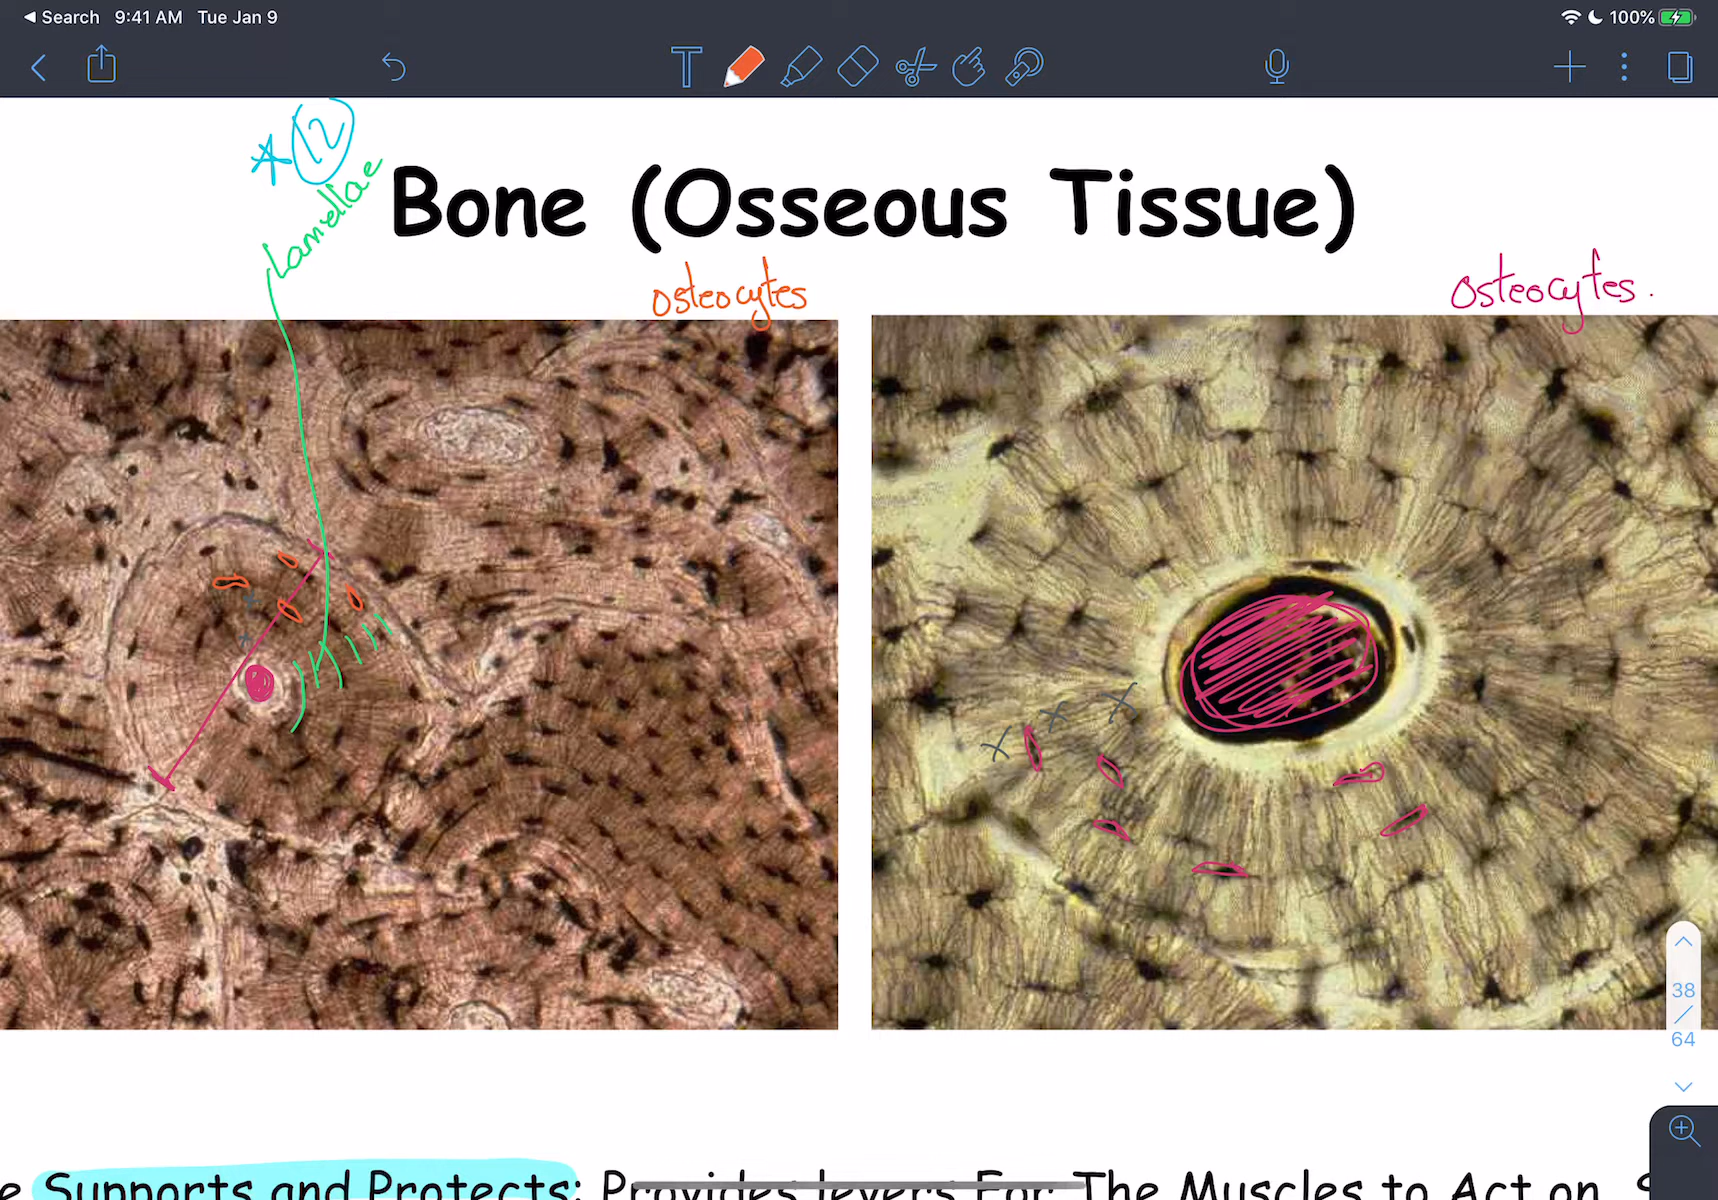 Search 9:41 AM Tue Jan 9 100%
T
12
Lamellae
Bone (Osseous Tissue)
osteocytes
Osteocytes.
38
/
64
e Supports and Protects: Provides levers For The Muscles to Act on. S